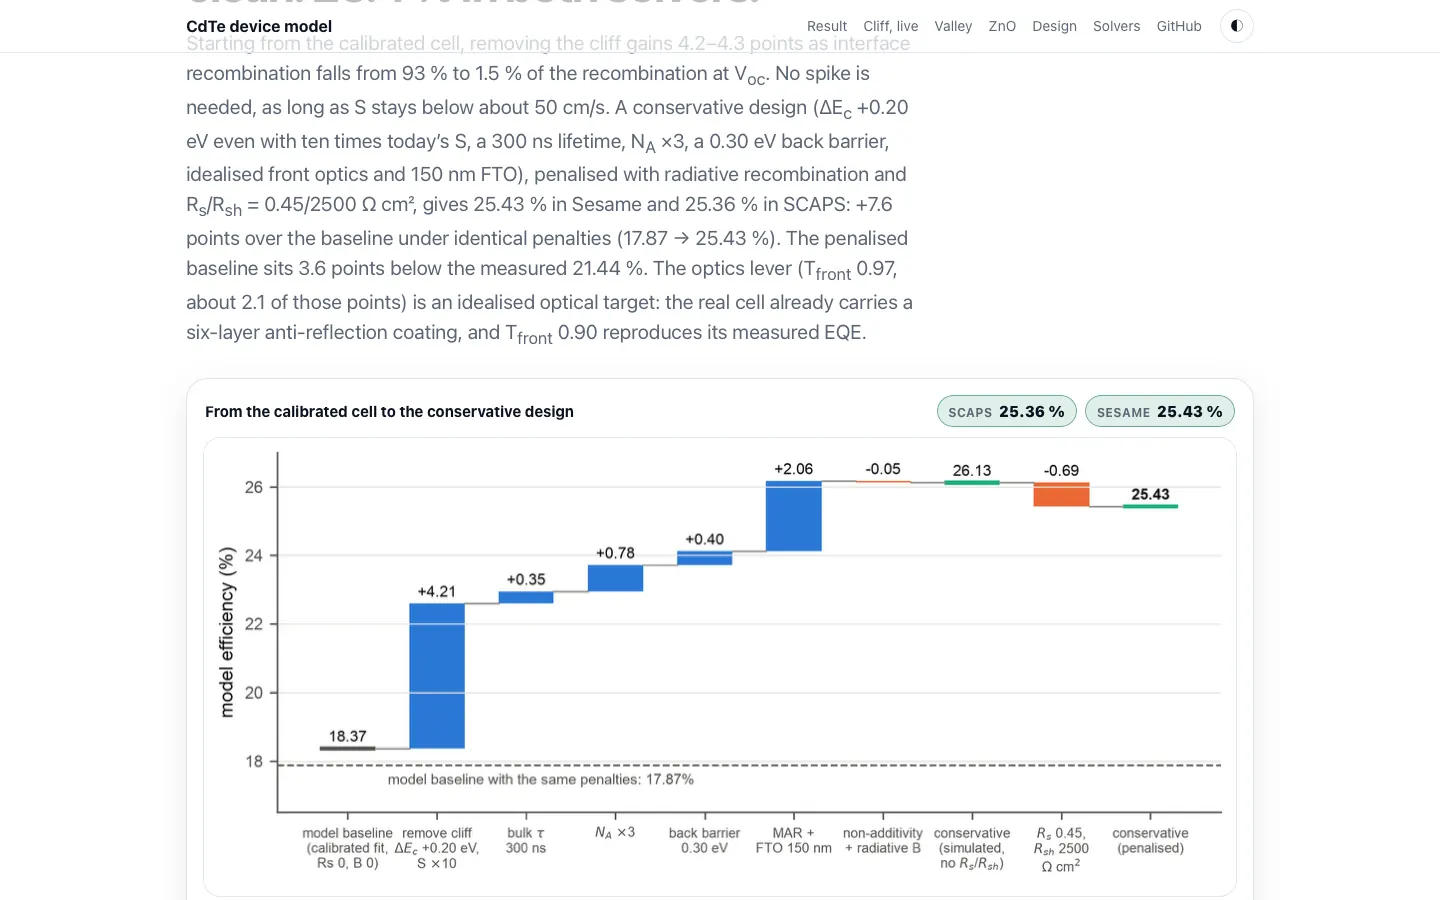 CdTe device model
Result Cliff, live Valley ZnO Design Solvers GitHub
Starting from the calibrated cell, removing the cliff gains 4.2–4.3 points as interface
recombination falls from 93 % to 1.5 % of the recombination at Voc. No spike is
needed, as long as S stays below about 50 cm/s. A conservative design (ΔEc +0.20
eV even with ten times today’s S, a 300 ns lifetime, NA ×3, a 0.30 eV back barrier,
idealised front optics and 150 nm FTO), penalised with radiative recombination and
Rs/Rsh = 0.45/2500 Ω cm², gives 25.43 % in Sesame and 25.36 % in SCAPS: +7.6
points over the baseline under identical penalties (17.87 → 25.43 %). The penalised
baseline sits 3.6 points below the measured 21.44 %. The optics lever (Tfront 0.97,
about 2.1 of those points) is an idealised optical target: the real cell already carries a
six-layer anti-reflection coating, and Tfront 0.90 reproduces its measured EQE.
From the calibrated cell to the conservative design
SCAPS 25.36 %
SESAME 25.43 %
model efficiency (%)
26
24
22
20
18
18.37
+4.21
+0.35
+0.78
+0.40
+2.06
-0.05
26.13
-0.69
25.43
model baseline with the same penalties: 17.87%
model baseline
(calibrated fit,
Rs 0, B 0)
remove cliff
ΔEc +0.20 eV,
S ×10
bulk τ
300 ns
NA ×3
back barrier
0.30 eV
MAR +
FTO 150 nm
non-additivity
+ radiative B
conservative
(simulated,
no Rs/Rsh)
Rs 0.45,
Rsh 2500
Ω cm²
conservative
(penalised)